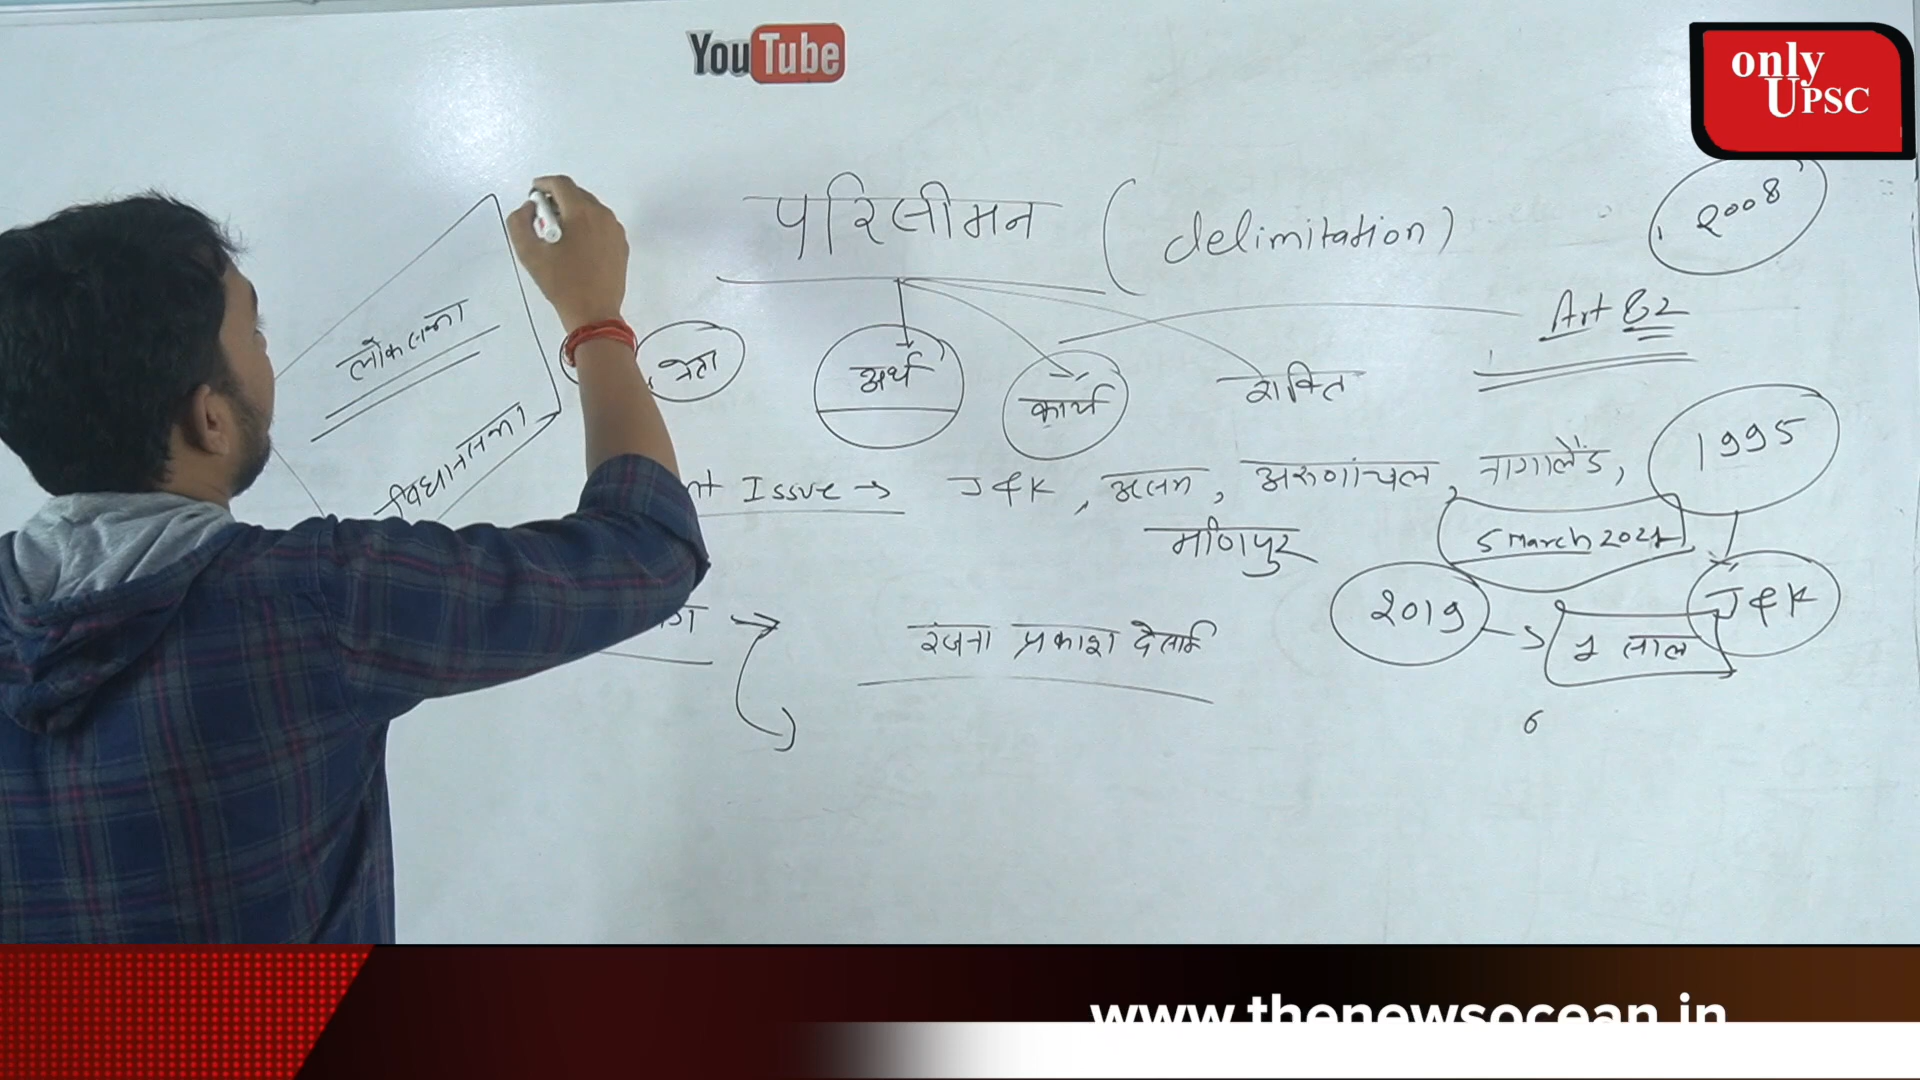 YouTube
only
UPSC
परिसीमन (delimitation)
2008
Art 82
लोकसभा
विधानसभा
नेता
अर्थ
कार्य
शक्ति
1995
nt Issue → J&K, असम, अरुणांचल, नागालैंड,
मणिपुर
5 March 2021
J&K
2019 → 1 साल
रंजना प्रकाश देसाई
6
www.thenewsocean.in